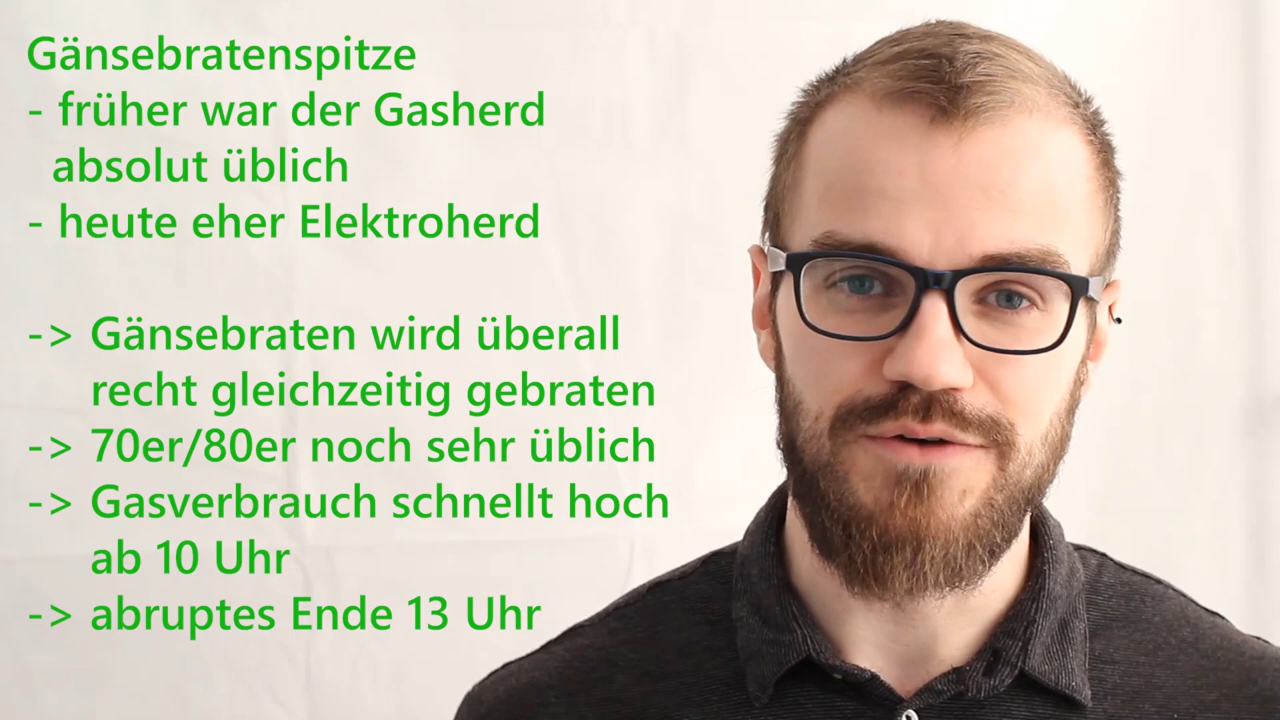 Gänsebratenspitze
- früher war der Gasherd
absolut üblich
- heute eher Elektroherd
-> Gänsebraten wird überall
recht gleichzeitig gebraten
-> 70er/80er noch sehr üblich
-> Gasverbrauch schnellt hoch
ab 10 Uhr
-> abruptes Ende 13 Uhr